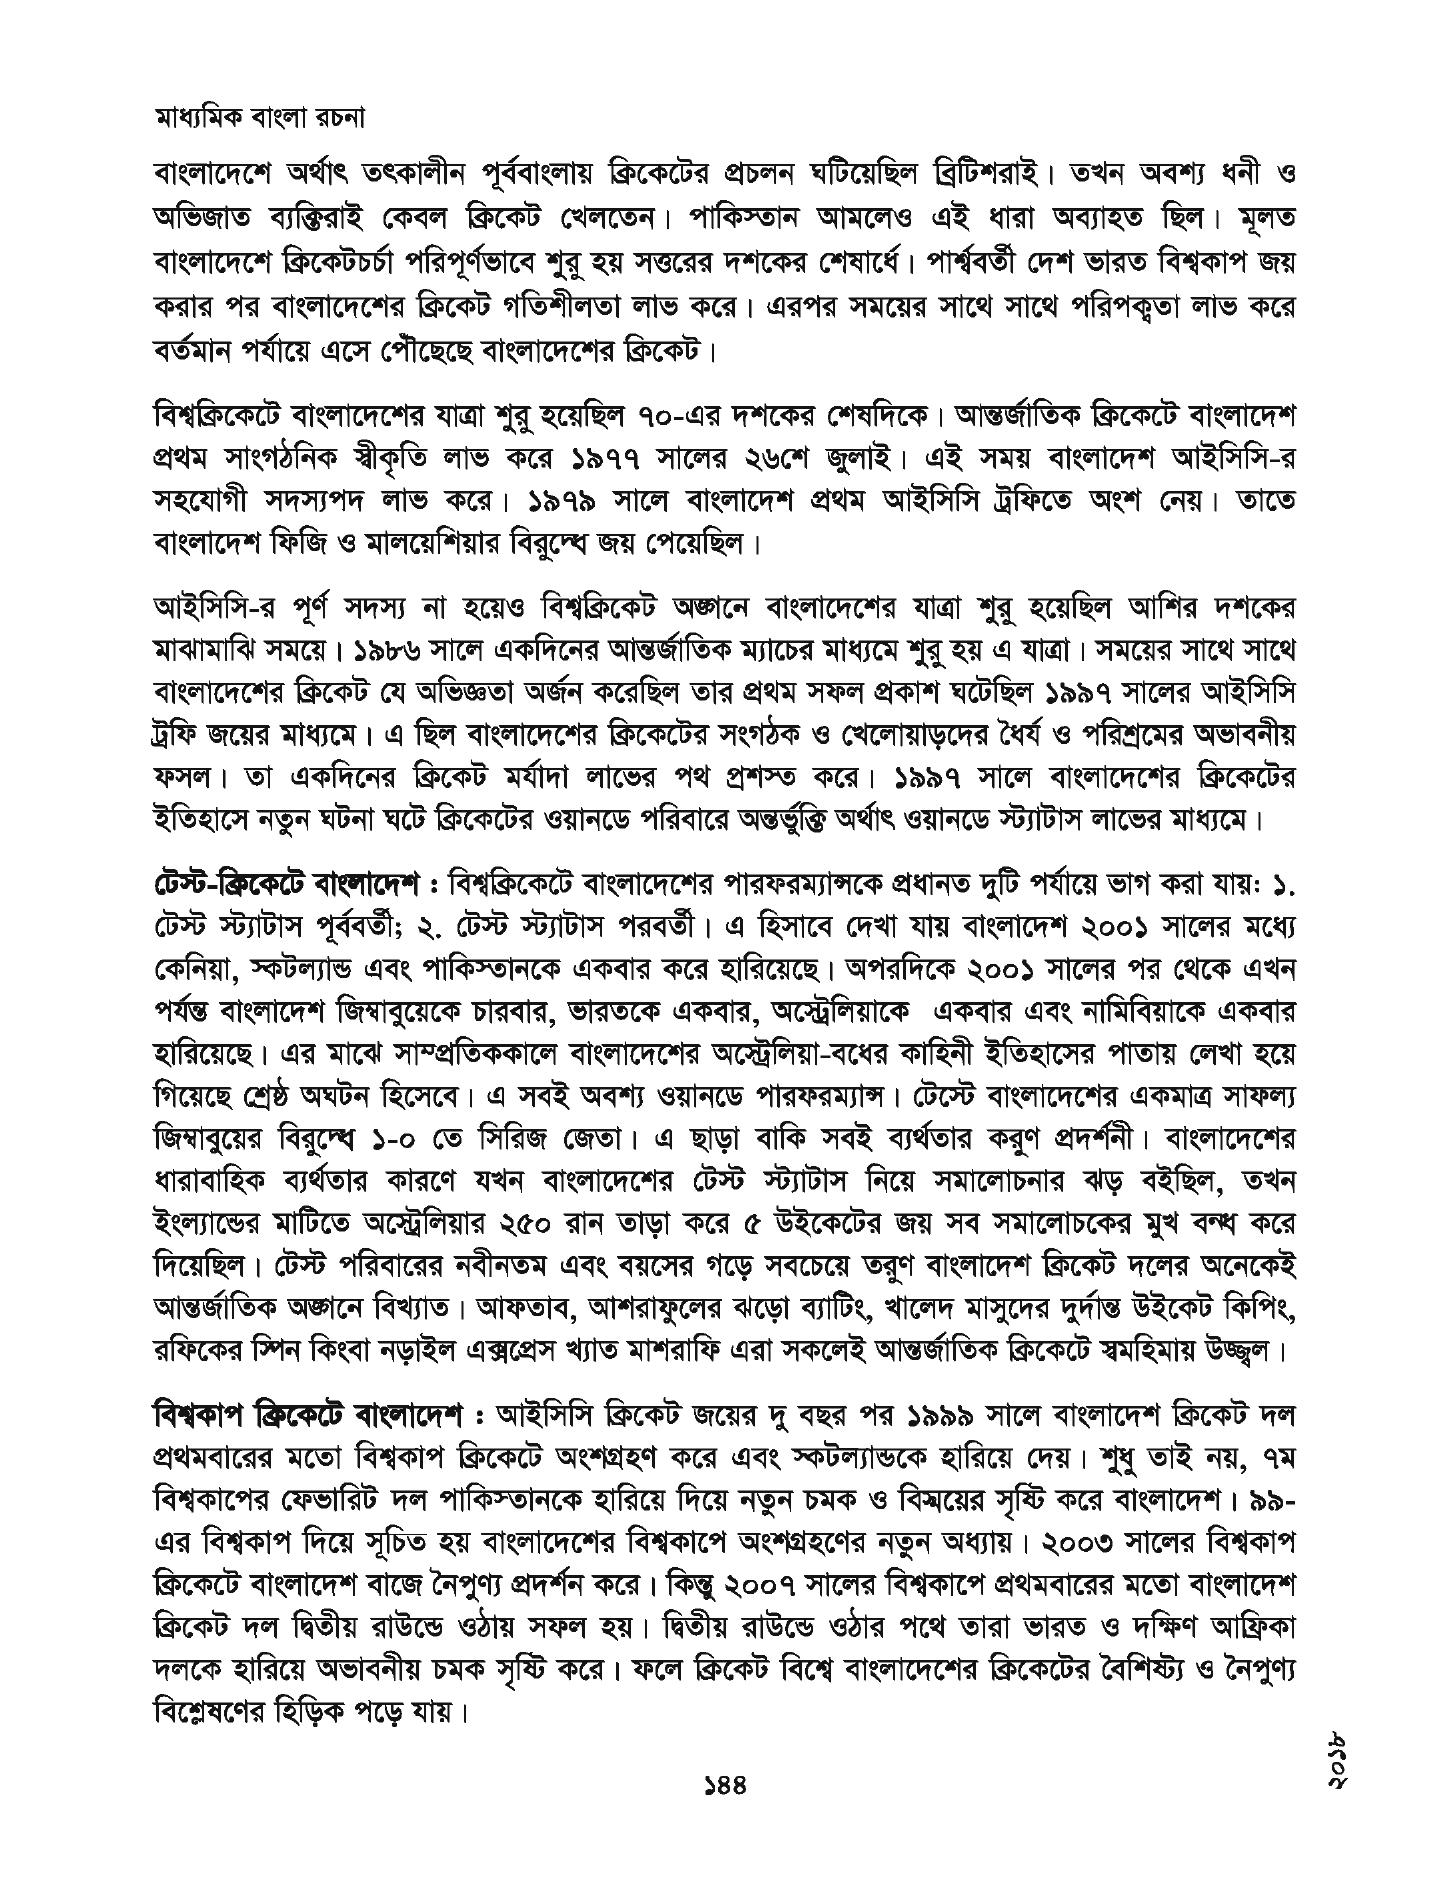 মাধ্যমিক বাংলা রচনা
বাংলাদেশে অর্থাৎ তৎকালীন পূর্ববাংলায় ক্রিকেটের প্রচলন ঘটিয়েছিল ব্রিটিশরাই। তখন অবশ্য ধনী ও
অভিজাত ব্যক্তিরাই কেবল ক্রিকেট খেলতেন। পাকিস্তান আমলেও এই ধারা অব্যাহত ছিল। মূলত
বাংলাদেশে ক্রিকেটচর্চা পরিপূর্ণভাবে শুরু হয় সত্তরের দশকের শেষার্ধে। পার্শ্ববর্তী দেশ ভারত বিশ্বকাপ জয়
করার পর বাংলাদেশের ক্রিকেট গতিশীলতা লাভ করে। এরপর সময়ের সাথে সাথে পরিপক্বতা লাভ করে
বর্তমান পর্যায়ে এসে পৌঁছেছে বাংলাদেশের ক্রিকেট।
বিশ্বক্রিকেটে বাংলাদেশের যাত্রা শুরু হয়েছিল ৭০-এর দশকের শেষদিকে। আন্তর্জাতিক ক্রিকেটে বাংলাদেশ
প্রথম সাংগঠনিক স্বীকৃতি লাভ করে ১৯৭৭ সালের ২৬শে জুলাই। এই সময় বাংলাদেশ আইসিসি-র
সহযোগী সদস্যপদ লাভ করে। ১৯৭৯ সালে বাংলাদেশ প্রথম আইসিসি ট্রফিতে অংশ নেয়। তাতে
বাংলাদেশ ফিজি ও মালয়েশিয়ার বিরুদ্ধে জয় পেয়েছিল।
আইসিসি-র পূর্ণ সদস্য না হয়েও বিশ্বক্রিকেট অঙ্গনে বাংলাদেশের যাত্রা শুরু হয়েছিল আশির দশকের
মাঝামাঝি সময়ে। ১৯৮৬ সালে একদিনের আন্তর্জাতিক ম্যাচের মাধ্যমে শুরু হয় এ যাত্রা। সময়ের সাথে সাথে
বাংলাদেশের ক্রিকেট যে অভিজ্ঞতা অর্জন করেছিল তার প্রথম সফল প্রকাশ ঘটেছিল ১৯৯৭ সালের আইসিসি
ট্রফি জয়ের মাধ্যমে। এ ছিল বাংলাদেশের ক্রিকেটের সংগঠক ও খেলোয়াড়দের ধৈর্য ও পরিশ্রমের অভাবনীয়
ফসল। তা একদিনের ক্রিকেট মর্যাদা লাভের পথ প্রশস্ত করে। ১৯৯৭ সালে বাংলাদেশের ক্রিকেটের
ইতিহাসে নতুন ঘটনা ঘটে ক্রিকেটের ওয়ানডে পরিবারে অন্তর্ভুক্তি অর্থাৎ ওয়ানডে স্ট্যাটাস লাভের মাধ্যমে।
টেস্ট-ক্রিকেটে বাংলাদেশ : বিশ্বক্রিকেটে বাংলাদেশের পারফরম্যান্সকে প্রধানত দুটি পর্যায়ে ভাগ করা যায়: ১.
টেস্ট স্ট্যাটাস পূর্ববর্তী; ২. টেস্ট স্ট্যাটাস পরবর্তী। এ হিসাবে দেখা যায় বাংলাদেশ ২০০১ সালের মধ্যে
কেনিয়া, স্কটল্যান্ড এবং পাকিস্তানকে একবার করে হারিয়েছে। অপরদিকে ২০০১ সালের পর থেকে এখন
পর্যন্ত বাংলাদেশ জিম্বাবুয়েকে চারবার, ভারতকে একবার, অস্ট্রেলিয়াকে একবার এবং নামিবিয়াকে একবার
হারিয়েছে। এর মাঝে সাম্প্রতিককালে বাংলাদেশের অস্ট্রেলিয়া-বধের কাহিনী ইতিহাসের পাতায় লেখা হয়ে
গিয়েছে শ্রেষ্ঠ অঘটন হিসেবে। এ সবই অবশ্য ওয়ানডে পারফরম্যান্স। টেস্টে বাংলাদেশের একমাত্র সাফল্য
জিম্বাবুয়ের বিরুদ্ধে ১-০ তে সিরিজ জেতা। এ ছাড়া বাকি সবই ব্যর্থতার করুণ প্রদর্শনী। বাংলাদেশের
ধারাবাহিক ব্যর্থতার কারণে যখন বাংলাদেশের টেস্ট স্ট্যাটাস নিয়ে সমালোচনার ঝড় বইছিল, তখন
ইংল্যান্ডের মাটিতে অস্ট্রেলিয়ার ২৫০ রান তাড়া করে ৫ উইকেটের জয় সব সমালোচকের মুখ বন্ধ করে
দিয়েছিল। টেস্ট পরিবারের নবীনতম এবং বয়সের গড়ে সবচেয়ে তরুণ বাংলাদেশ ক্রিকেট দলের অনেকেই
আন্তর্জাতিক অঙ্গনে বিখ্যাত। আফতাব, আশরাফুলের ঝড়ো ব্যাটিং, খালেদ মাসুদের দুর্দান্ত উইকেট কিপিং,
রফিকের স্পিন কিংবা নড়াইল এক্সপ্রেস খ্যাত মাশরাফি এরা সকলেই আন্তর্জাতিক ক্রিকেটে স্বমহিমায় উজ্জ্বল।
বিশ্বকাপ ক্রিকেটে বাংলাদেশ : আইসিসি ক্রিকেট জয়ের দু বছর পর ১৯৯৯ সালে বাংলাদেশ ক্রিকেট দল
প্রথমবারের মতো বিশ্বকাপ ক্রিকেটে অংশগ্রহণ করে এবং স্কটল্যান্ডকে হারিয়ে দেয়। শুধু তাই নয়, ৭ম
বিশ্বকাপের ফেভারিট দল পাকিস্তানকে হারিয়ে দিয়ে নতুন চমক ও বিস্ময়ের সৃষ্টি করে বাংলাদেশ। ৯৯-
এর বিশ্বকাপ দিয়ে সূচিত হয় বাংলাদেশের বিশ্বকাপে অংশগ্রহণের নতুন অধ্যায়। ২০০৩ সালের বিশ্বকাপ
ক্রিকেটে বাংলাদেশ বাজে নৈপুণ্য প্রদর্শন করে। কিন্তু ২০০৭ সালের বিশ্বকাপে প্রথমবারের মতো বাংলাদেশ
ক্রিকেট দল দ্বিতীয় রাউন্ডে ওঠায় সফল হয়। দ্বিতীয় রাউন্ডে ওঠার পথে তারা ভারত ও দক্ষিণ আফ্রিকা
দলকে হারিয়ে অভাবনীয় চমক সৃষ্টি করে। ফলে ক্রিকেট বিশ্বে বাংলাদেশের ক্রিকেটের বৈশিষ্ট্য ও নৈপুণ্য
বিশ্লেষণের হিড়িক পড়ে যায়।
১৪৪
২০১৮